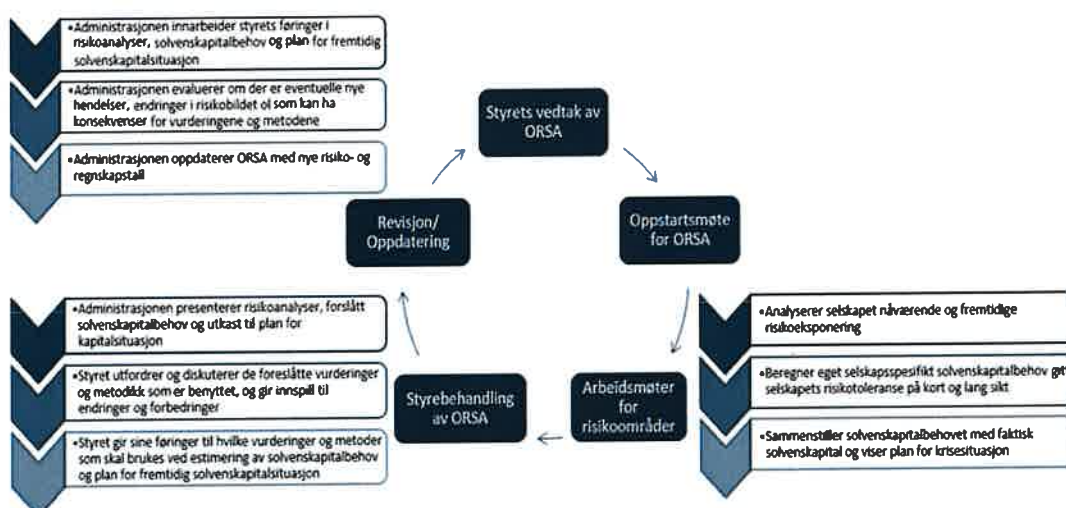 •Administrasjonen innarbeider styrets føringer i
risikoanalyser, solvenskapitalbehov og plan for fremtidig
solvenskapitalsituasjon
•Administrasjonen evaluerer om der er eventuelle nye
hendelser, endringer i risikobildet ol som kan ha
konsekvenser for vurderingene og metodene
•Administrasjonen oppdaterer ORSA med nye risiko- og
regnskapstall
Styrets vedtak av
ORSA
Revisjon/
Oppdatering
Oppstartsmøte
for ORSA
•Administrasjonen presenterer risikoanalyser, forslått
solvenskapitalbehov og utkast til plan for
kapitalsituasjon
•Styret utfordrer og diskuterer de foreslåtte vurderinger
og metodikk som er benyttet, og gir innspill til
endringer og forbedringer
•Styret gir sine føringer til hvilke vurderinger og metoder
som skal brukes ved estimering av solvenskapitalbehov
og plan for fremtidig solvenskapitalsituasjon
Styrebehandling
av ORSA
Arbeidsmøter
for
risikoområder
•Analyserer selskapet nåværende og fremtidige
risikoeksponering
•Beregner eget selskapsspesifikt solvenskapitalbehov gitt
selskapets risikotoleranse på kort og lang sikt
•Sammenstiller solvenskapitalbehovet med faktisk
solvenskapital og viser plan for krisesituasjon